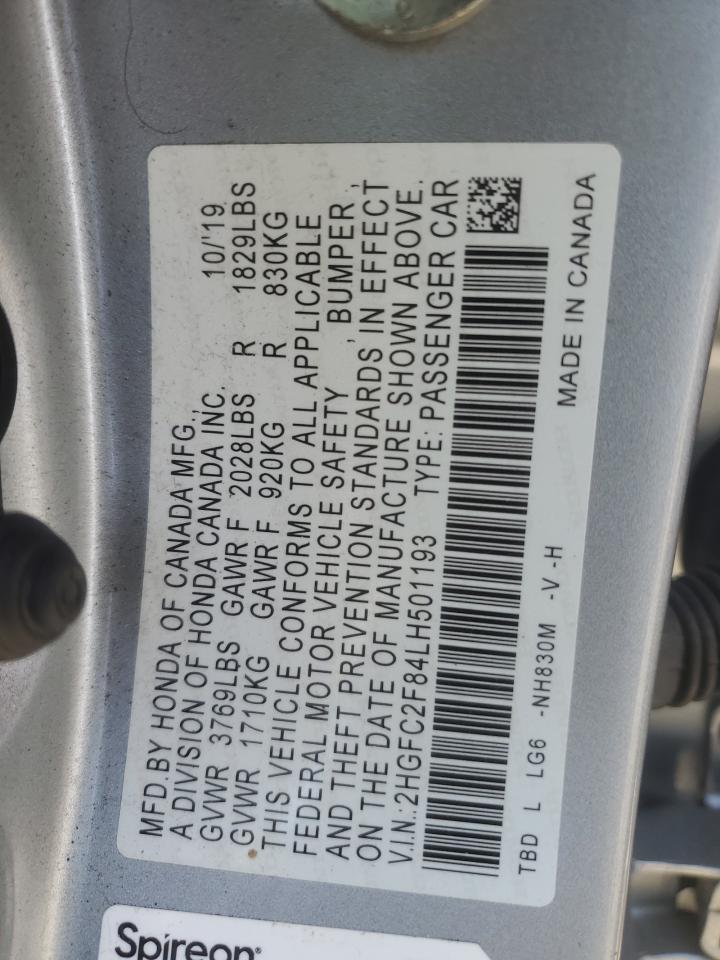 MFD.BY HONDA OF CANADA MFG.,
A DIVISION OF HONDA CANADA INC. 10/'19
GVWR 3769LBS GAWR F 2028LBS R 1829LBS
GVWR 1710KG GAWR F 920KG R 830KG
THIS VEHICLE CONFORMS TO ALL APPLICABLE
FEDERAL MOTOR VEHICLE SAFETY , BUMPER ,
AND THEFT PREVENTION STANDARDS IN EFFECT
ON THE DATE OF MANUFACTURE SHOWN ABOVE.
V.I.N.:2HGFC2F84LH501193 TYPE: PASSENGER CAR
TBD L LG6 -NH830M -V -H
MADE IN CANADA
Spireon